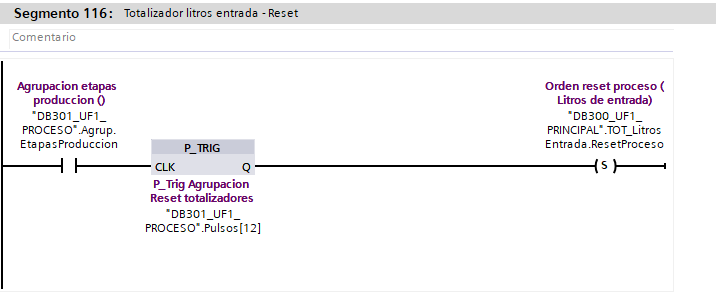 Segmento 116: Totalizador litros entrada - Reset
Comentario
Agrupacion etapas
produccion ()
"DB301_UF1_
PROCESO".Agrup.
EtapasProduccion
P_TRIG
CLK Q
P_Trig Agrupacion
Reset totalizadores
"DB301_UF1_
PROCESO".Pulsos[12]
Orden reset proceso (
Litros de entrada)
"DB300_UF1_
PRINCIPAL".TOT_Litros
Entrada.ResetProceso
S